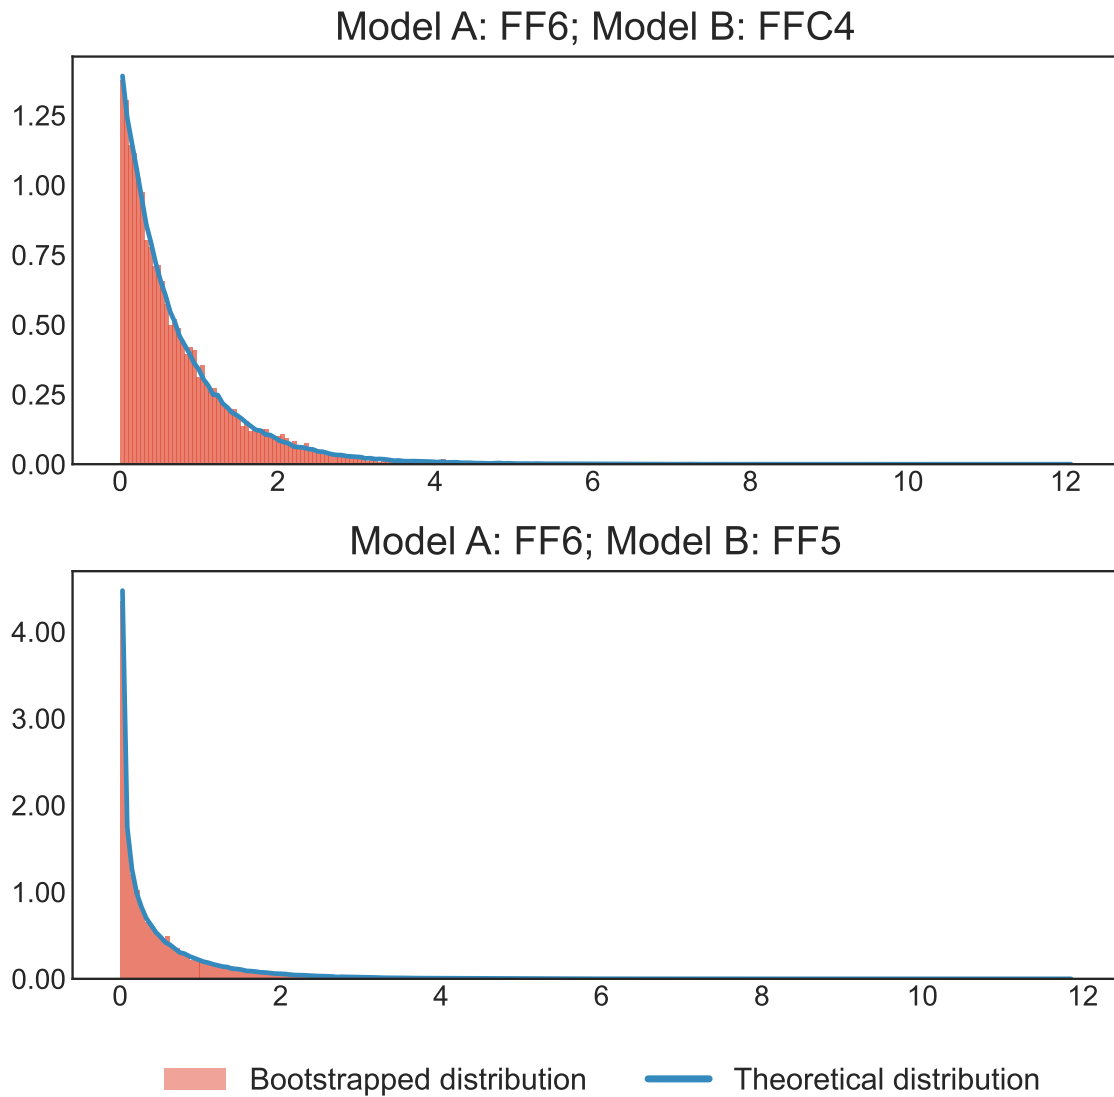 Model A: FF6; Model B: FFC4
1.25
1.00
0.75
0.50
0.25
0.00
0 2 4 6 8 10 12
Model A: FF6; Model B: FF5
4.00
3.00
2.00
1.00
0.00
0 2 4 6 8 10 12
Bootstrapped distribution Theoretical distribution